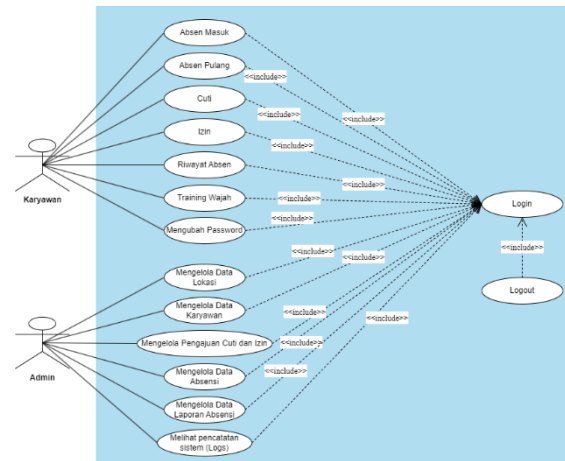 Absen Masuk
<<include>>
Absen Pulang
<<include>>
Cuti
<<include>>
Izin
<<include>>
Riwayat Absen
<<include>>
Training Wajah
<<include>>
Mengubah Password
<<include>>
Karyawan
Login
<<include>>
Logout
Mengelola Data
Lokasi
<<include>>
Mengelola Data
Karyawan
<<include>>
Mengelola Pengajuan Cuti dan Izin
<<include>>
Mengelola Data
Absensi
<<include>>
Mengelola Data
Laporan Absensi
<<include>>
Melihat pencatatan
sistem (Logs)
<<include>>
Admin